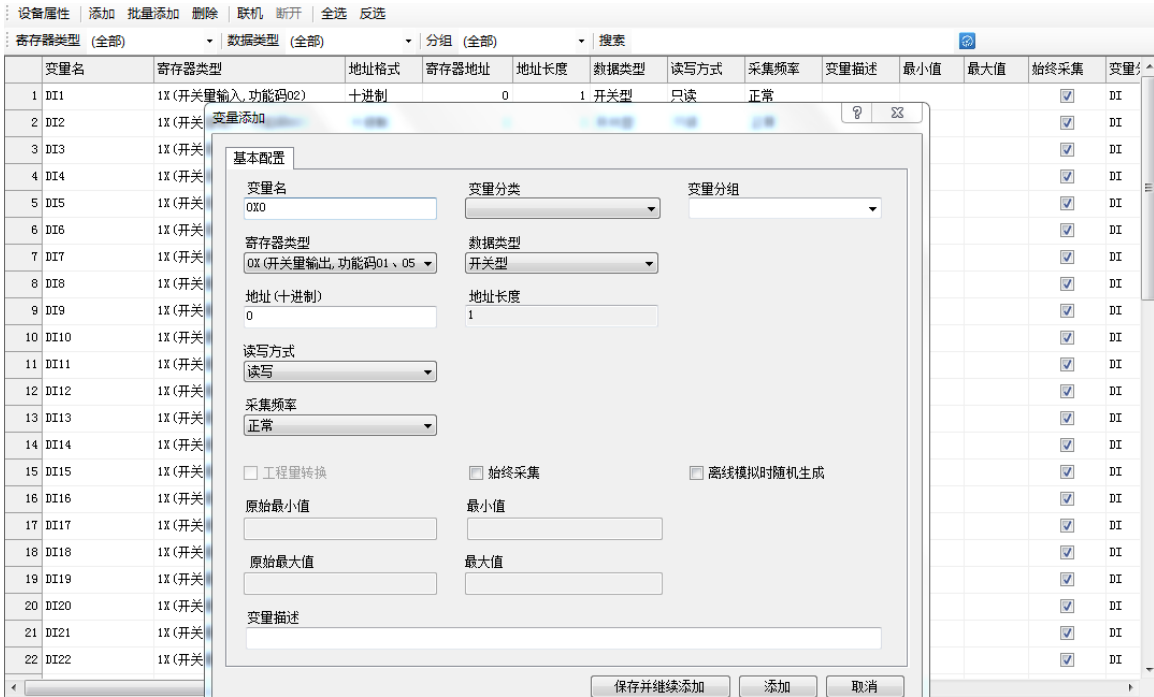 设备属性 添加 批量添加 删除 联机 断开 全选 反选
寄存器类型 (全部) 数据类型 (全部) 分组 (全部) 搜索
变量名 寄存器类型 地址格式 寄存器地址 地址长度 数据类型 读写方式 采集频率 变量描述 最小值 最大值 始终采集
1 DI1 1X(开关里输入,功能码02) 十进制 0 1 开关型 只读 正常 DI
变量添加
2 DI2 1X(开关 DI
3 DI3 1X(开关 DI
基本配置
4 DI4 1X(开关 DI
变量名 变量分类 变量分组
5 DI5 1X(开关 DI
0X0
6 DI6 1X(开关 DI
寄存器类型 数据类型
7 DI7 1X(开关 DI
0X(开关里输出,功能码01、05 开关型
8 DI8 1X(开关 DI
地址(十进制) 地址长度
9 DI9 1X(开关 DI
0 1
10 DI10 1X(开关 DI
读写方式
11 DI11 1X(开关 DI
读写
12 DI12 1X(开关 DI
采集频率
13 DI13 1X(开关 DI
正常
14 DI14 1X(开关 DI
15 DI15 1X(开关 DI
工程里转换 始终采集 离线模拟时随机生成
16 DI16 1X(开关 DI
原始最小值 最小值
17 DI17 1X(开关 DI
18 DI18 1X(开关 DI
原始最大值 最大值
19 DI19 1X(开关 DI
20 DI20 1X(开关 DI
变量描述
21 DI21 1X(开关 DI
22 DI22 1X(开关 DI
保存并继续添加 添加 取消